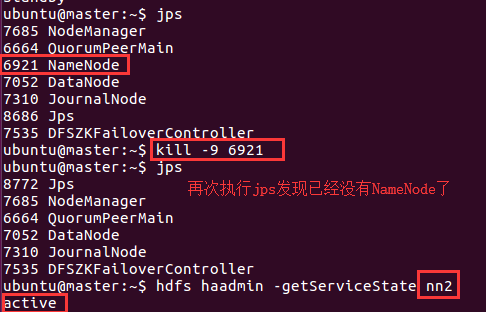 standby
ubuntu@master:~$ jps
7685 NodeManager
6664 QuorumPeerMain
6921 NameNode
7052 DataNode
7310 JournalNode
8686 Jps
7535 DFSZKFailoverController
ubuntu@master:~$ kill -9 6921
ubuntu@master:~$ jps
8772 Jps
再次执行jps发现已经没有NameNode了
7685 NodeManager
6664 QuorumPeerMain
7052 DataNode
7310 JournalNode
7535 DFSZKFailoverController
ubuntu@master:~$ hdfs haadmin -getServiceState nn2
active